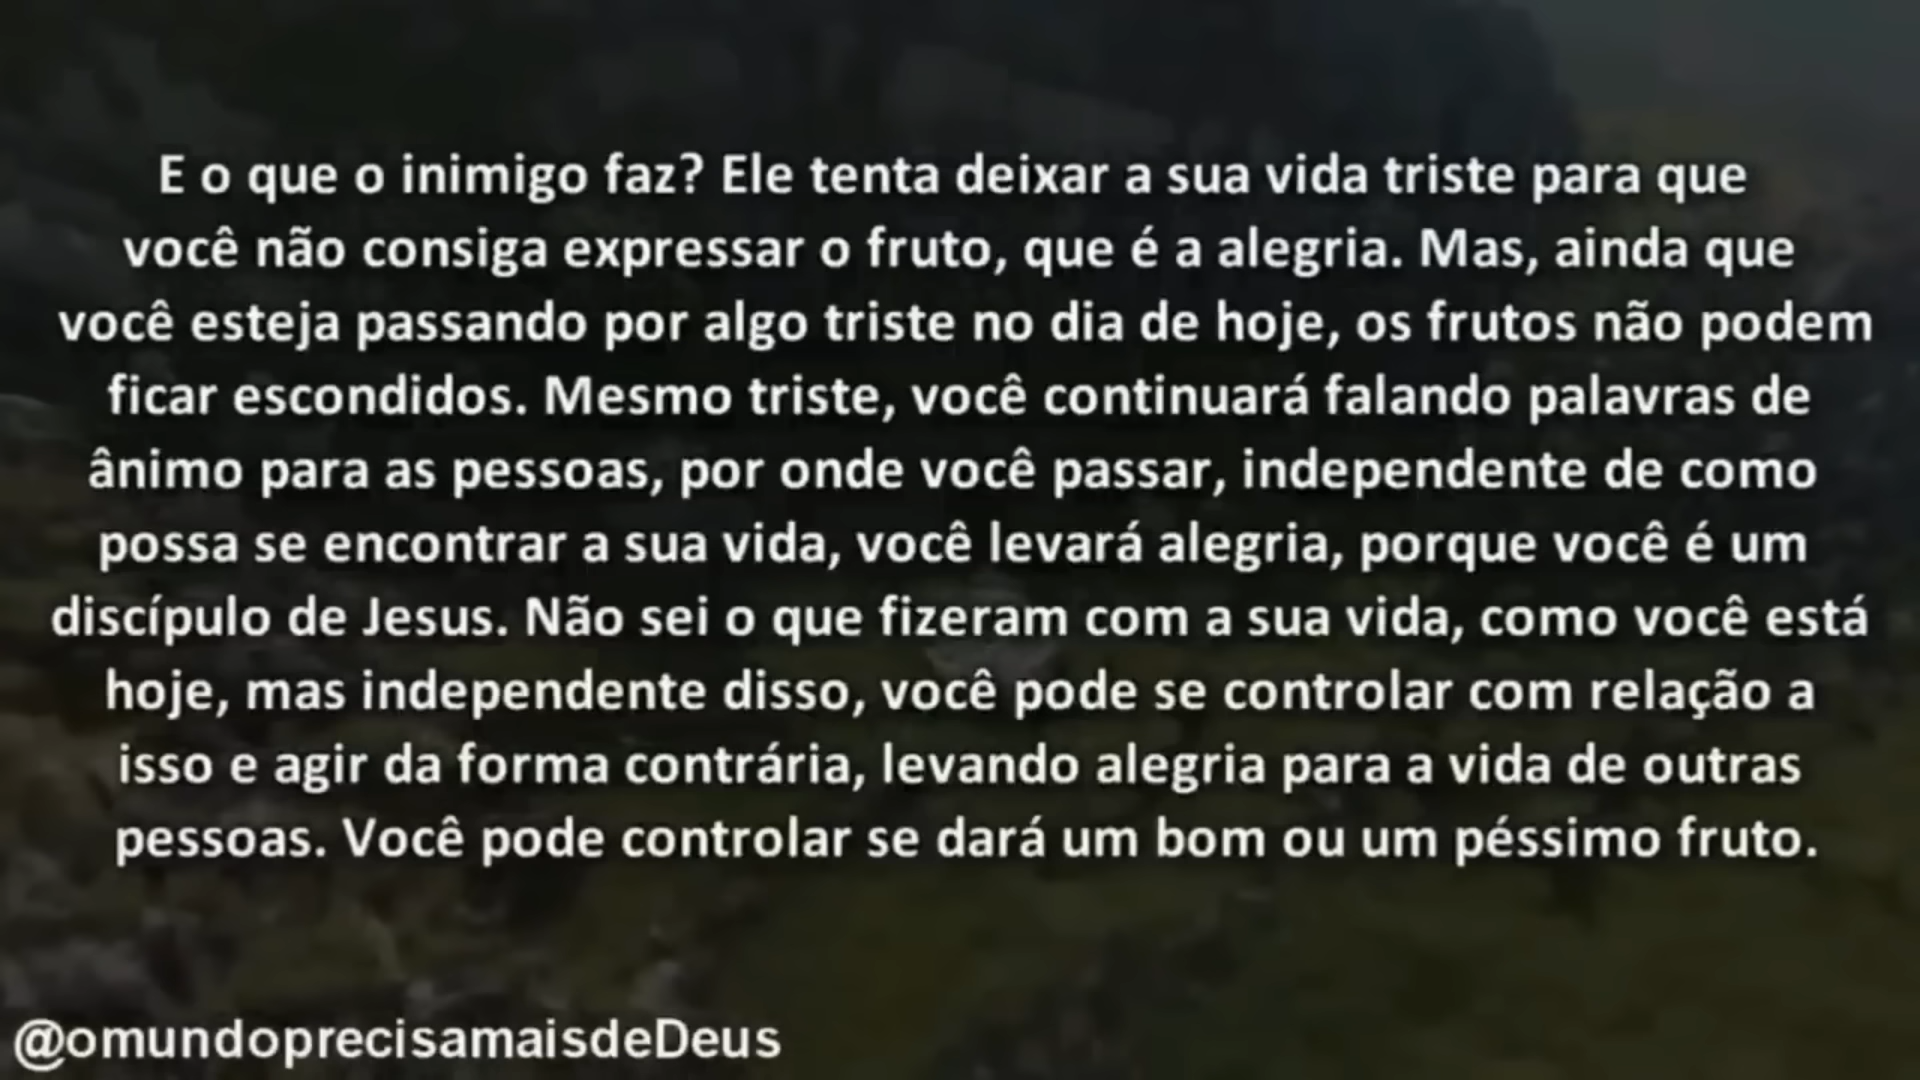 E o que o inimigo faz? Ele tenta deixar a sua vida triste para que
você não consiga expressar o fruto, que é a alegria. Mas, ainda que
você esteja passando por algo triste no dia de hoje, os frutos não podem
ficar escondidos. Mesmo triste, você continuará falando palavras de
ânimo para as pessoas, por onde você passar, independente de como
possa se encontrar a sua vida, você levará alegria, porque você é um
discípulo de Jesus. Não sei o que fizeram com a sua vida, como você está
hoje, mas independente disso, você pode se controlar com relação a
isso e agir da forma contrária, levando alegria para a vida de outras
pessoas. Você pode controlar se dará um bom ou um péssimo fruto.
@omundoprecisamaisdeDeus